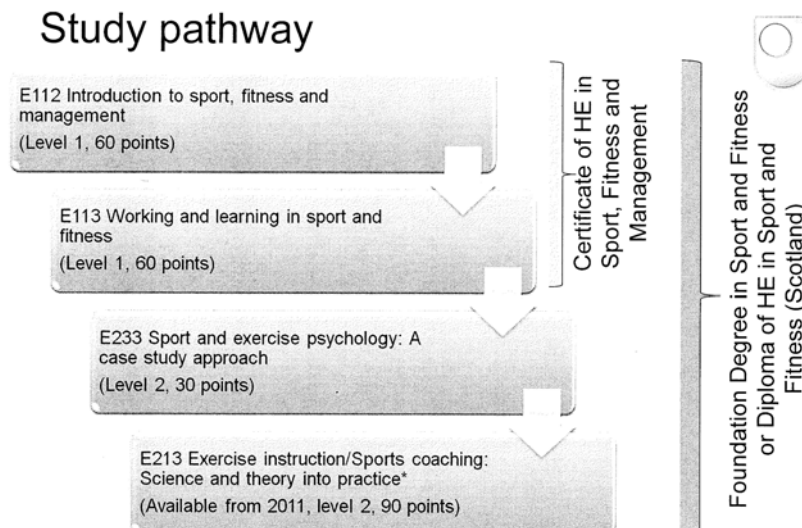 Study pathway
E112 Introduction to sport, fitness and
management
(Level 1, 60 points)
E113 Working and learning in sport and
fitness
(Level 1, 60 points)
E233 Sport and exercise psychology: A
case study approach
(Level 2, 30 points)
E213 Exercise instruction/Sports coaching:
Science and theory into practice*
(Available from 2011, level 2, 90 points)
Certificate of HE in
Sport, Fitness and
Management
Foundation Degree in Sport and Fitness
or Diploma of HE in Sport and
Fitness (Scotland)